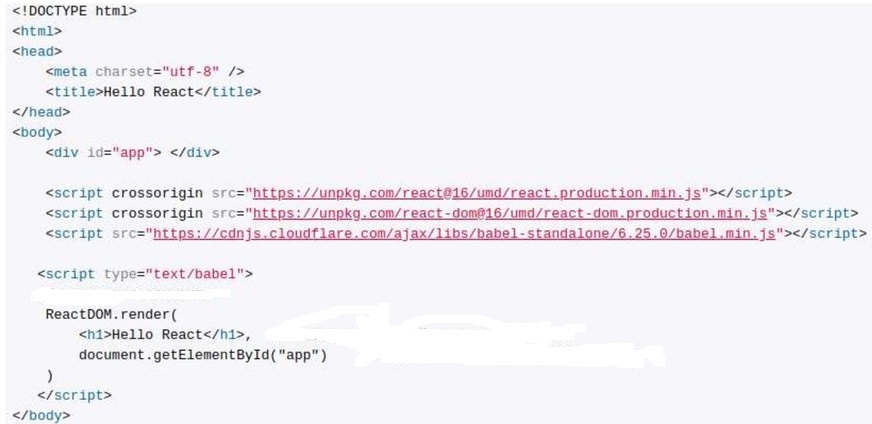 <!DOCTYPE html>
<html>
<head>
    <meta charset="utf-8" />
    <title>Hello React</title>
</head>
<body>
    <div id="app"> </div>

    <script crossorigin src="https://unpkg.com/react@16/umd/react.production.min.js"></script>
    <script crossorigin src="https://unpkg.com/react-dom@16/umd/react-dom.production.min.js"></script>
    <script src="https://cdnjs.cloudflare.com/ajax/libs/babel-standalone/6.25.0/babel.min.js"></script>

   <script type="text/babel">

    ReactDOM.render(
        <h1>Hello React</h1>,
        document.getElementById("app")
    )
   </script>
</body>